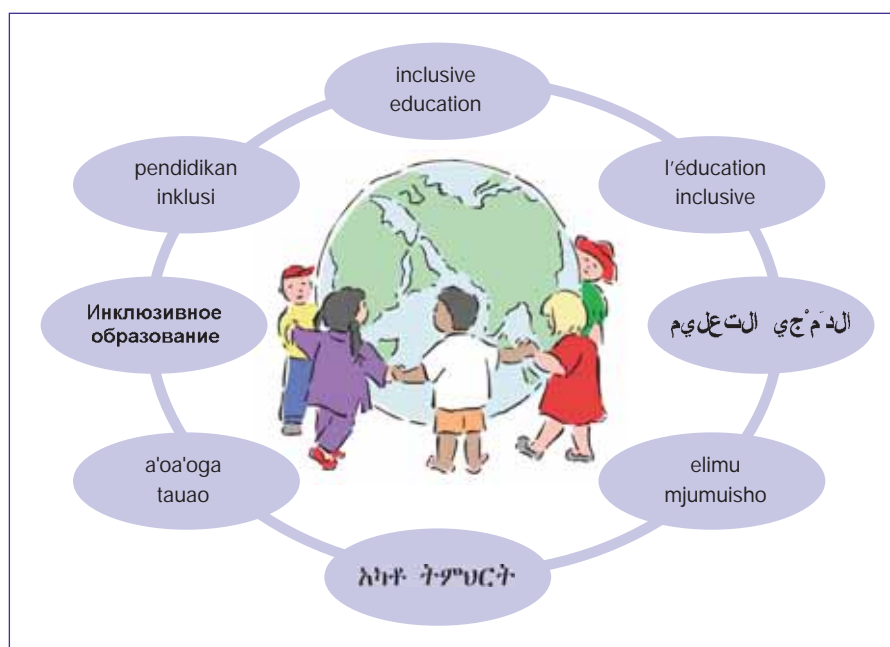 inclusive
education
l'éducation
inclusive
التعليم الدَمْجي
elimu
mjumuisho
አካቶ ትምህርት
a'oa'oga
tauao
Инклюзивное
образование
pendidikan
inklusi